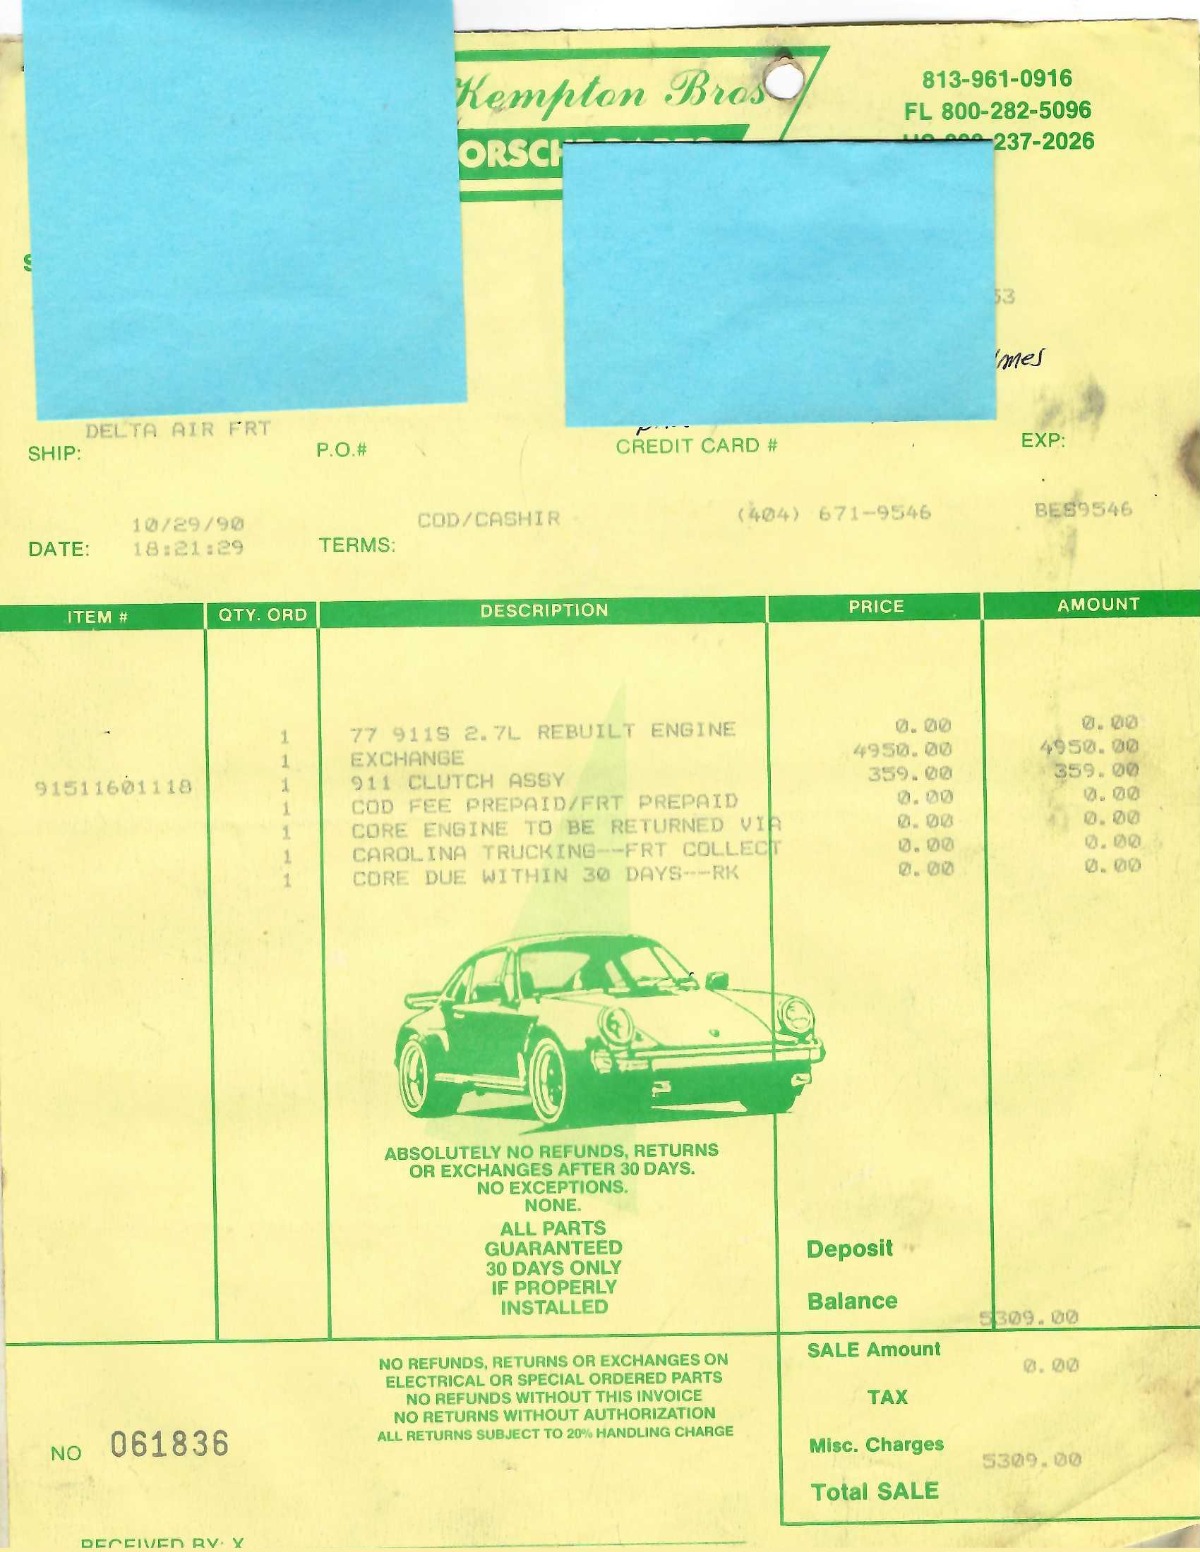 Kempton Bros
813-961-0916
FL 800-282-5096
237-2026
53
DELTA AIR FRT
SHIP:
P.O.#
CREDIT CARD #
EXP:
10/29/90
COD/CASHIR
(404) 671-9546
BES9546
DATE: 18:21:29
TERMS:
ITEM # QTY. ORD DESCRIPTION PRICE AMOUNT
1 77 911S 2.7L REBUILT ENGINE 0.00 0.00
1 EXCHANGE 4950.00 4950.00
91511601118 1 911 CLUTCH ASSY 359.00 359.00
1 COD FEE PREPAID/FRT PREPAID 0.00 0.00
1 CORE ENGINE TO BE RETURNED VIA 0.00 0.00
1 CAROLINA TRUCKING--FRT COLLECT 0.00 0.00
1 CORE DUE WITHIN 30 DAYS--RK 0.00 0.00
ABSOLUTELY NO REFUNDS, RETURNS
OR EXCHANGES AFTER 30 DAYS.
NO EXCEPTIONS.
NONE.
ALL PARTS
GUARANTEED
30 DAYS ONLY
IF PROPERLY
INSTALLED
Deposit
Balance
5309.00
SALE Amount
0.00
TAX
Misc. Charges
5309.00
Total SALE
NO REFUNDS, RETURNS OR EXCHANGES ON
ELECTRICAL OR SPECIAL ORDERED PARTS
NO REFUNDS WITHOUT THIS INVOICE
NO RETURNS WITHOUT AUTHORIZATION
ALL RETURNS SUBJECT TO 20% HANDLING CHARGE
NO 061836
RECEIVED BY: X